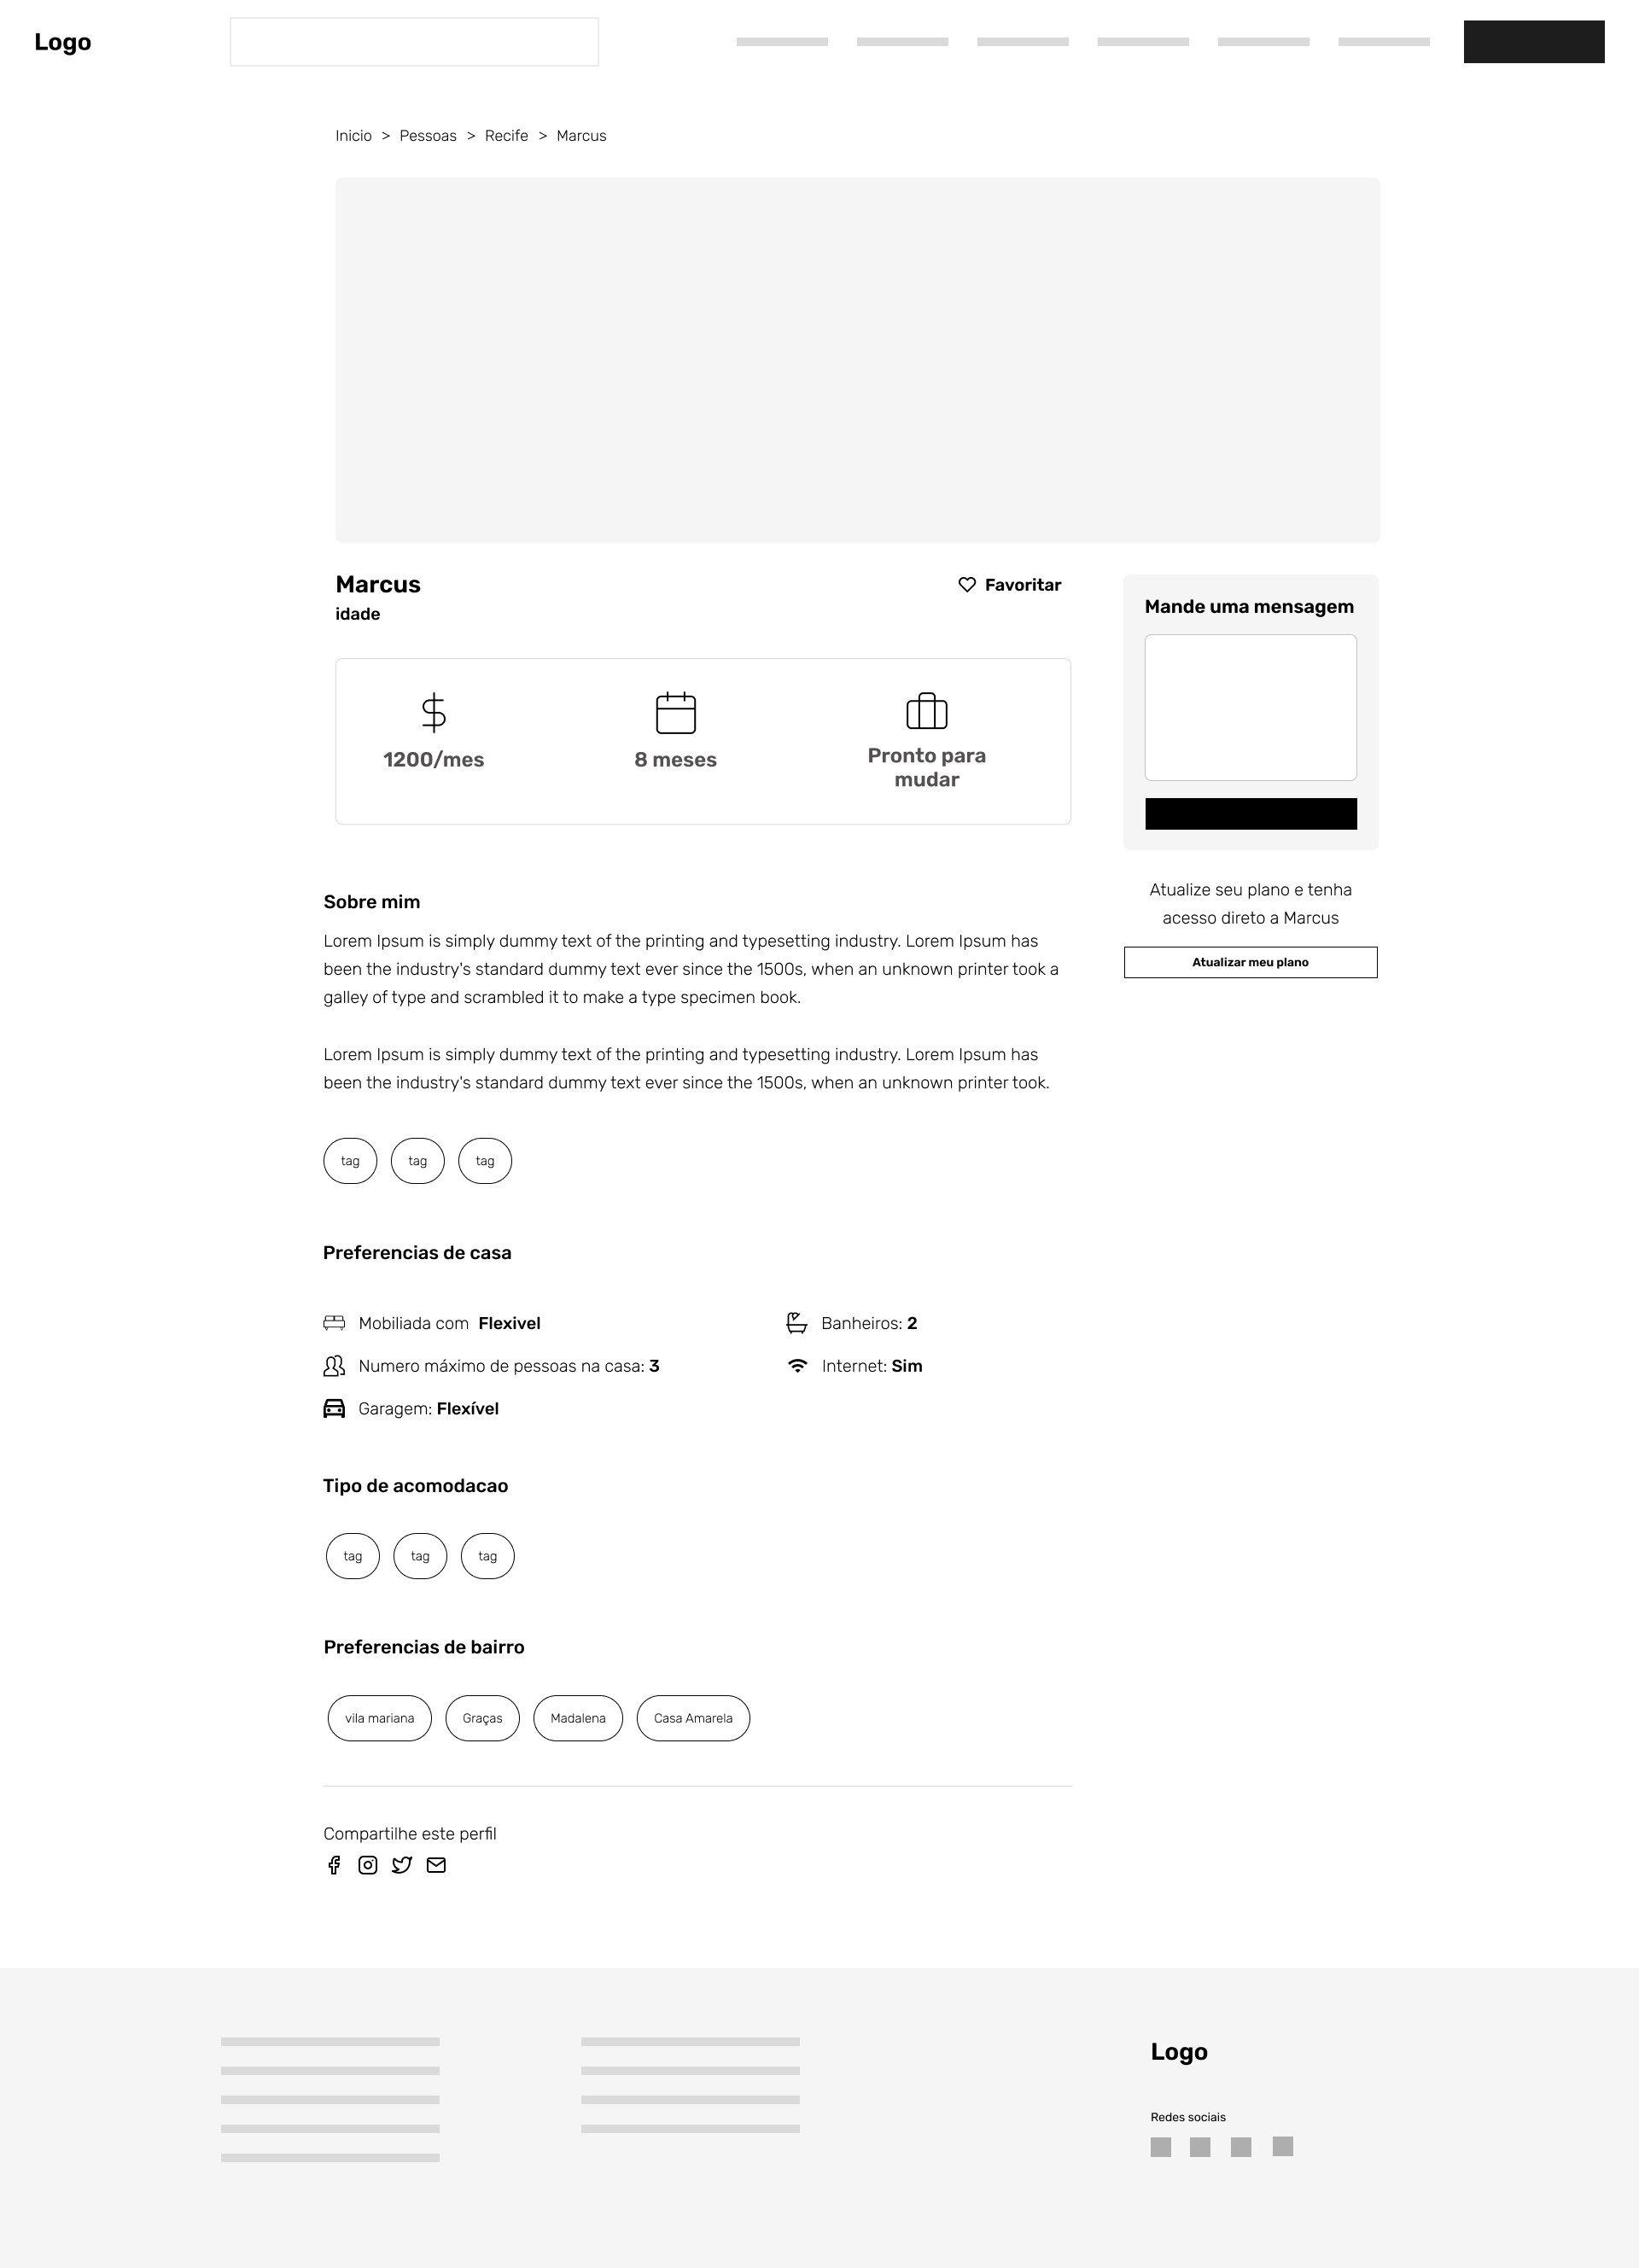 Logo
Inicio > Pessoas > Recife > Marcus
Marcus
Favoritar
idade
1200/mes
8 meses
Pronto para
mudar
Mande uma mensagem
Atualize seu plano e tenha
acesso direto a Marcus
Atualizar meu plano
Sobre mim
Lorem Ipsum is simply dummy text of the printing and typesetting industry. Lorem Ipsum has
been the industry's standard dummy text ever since the 1500s, when an unknown printer took a
galley of type and scrambled it to make a type specimen book.
Lorem Ipsum is simply dummy text of the printing and typesetting industry. Lorem Ipsum has
been the industry's standard dummy text ever since the 1500s, when an unknown printer took.
tag tag tag
Preferencias de casa
Mobiliada com Flexivel
Banheiros: 2
Numero máximo de pessoas na casa: 3
Internet: Sim
Garagem: Flexível
Tipo de acomodacao
tag tag tag
Preferencias de bairro
vila mariana Graças Madalena Casa Amarela
Compartilhe este perfil
Logo
Redes sociais